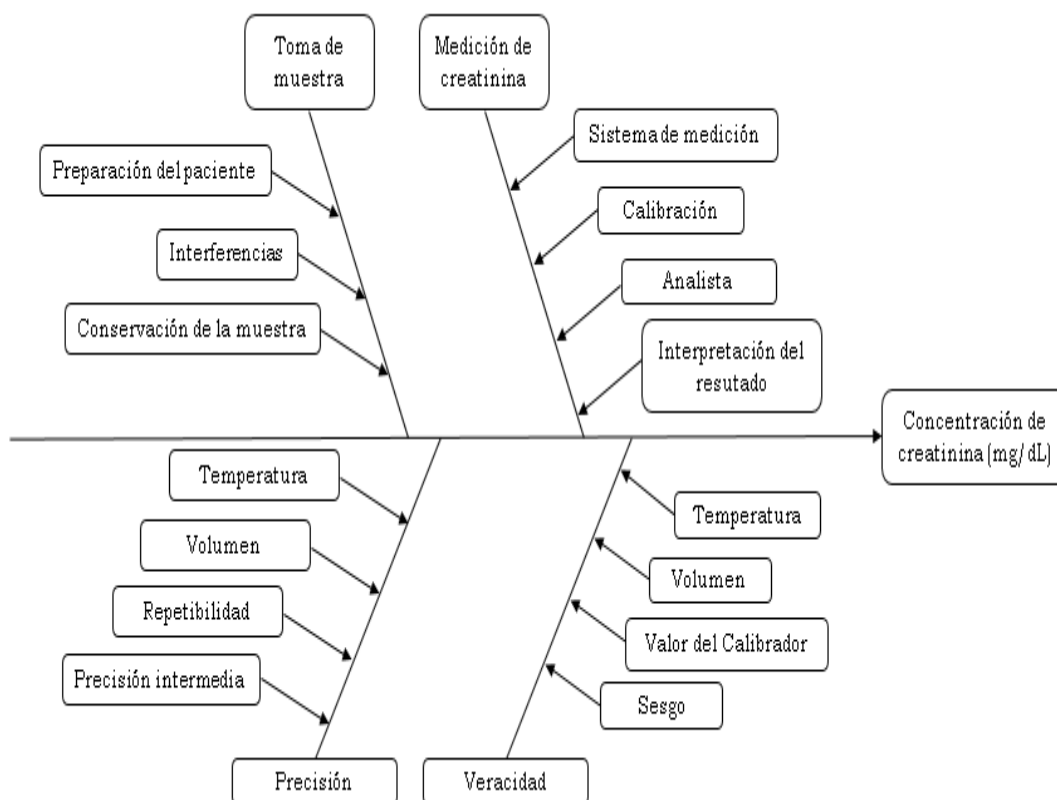 Toma de
muestra
Medición de
creatinina
Sistema de medición
Preparación del paciente
Calibración
Interferencias
Analista
Conservación de la muestra
Interpretación del
resutado
Concentración de
creatinina (mg/ dL)
Temperatura
Temperatura
Volumen
Volumen
Repetibilidad
Valor del Calibrador
Precisión intermedia
Sesgo
Precisión
Veracidad